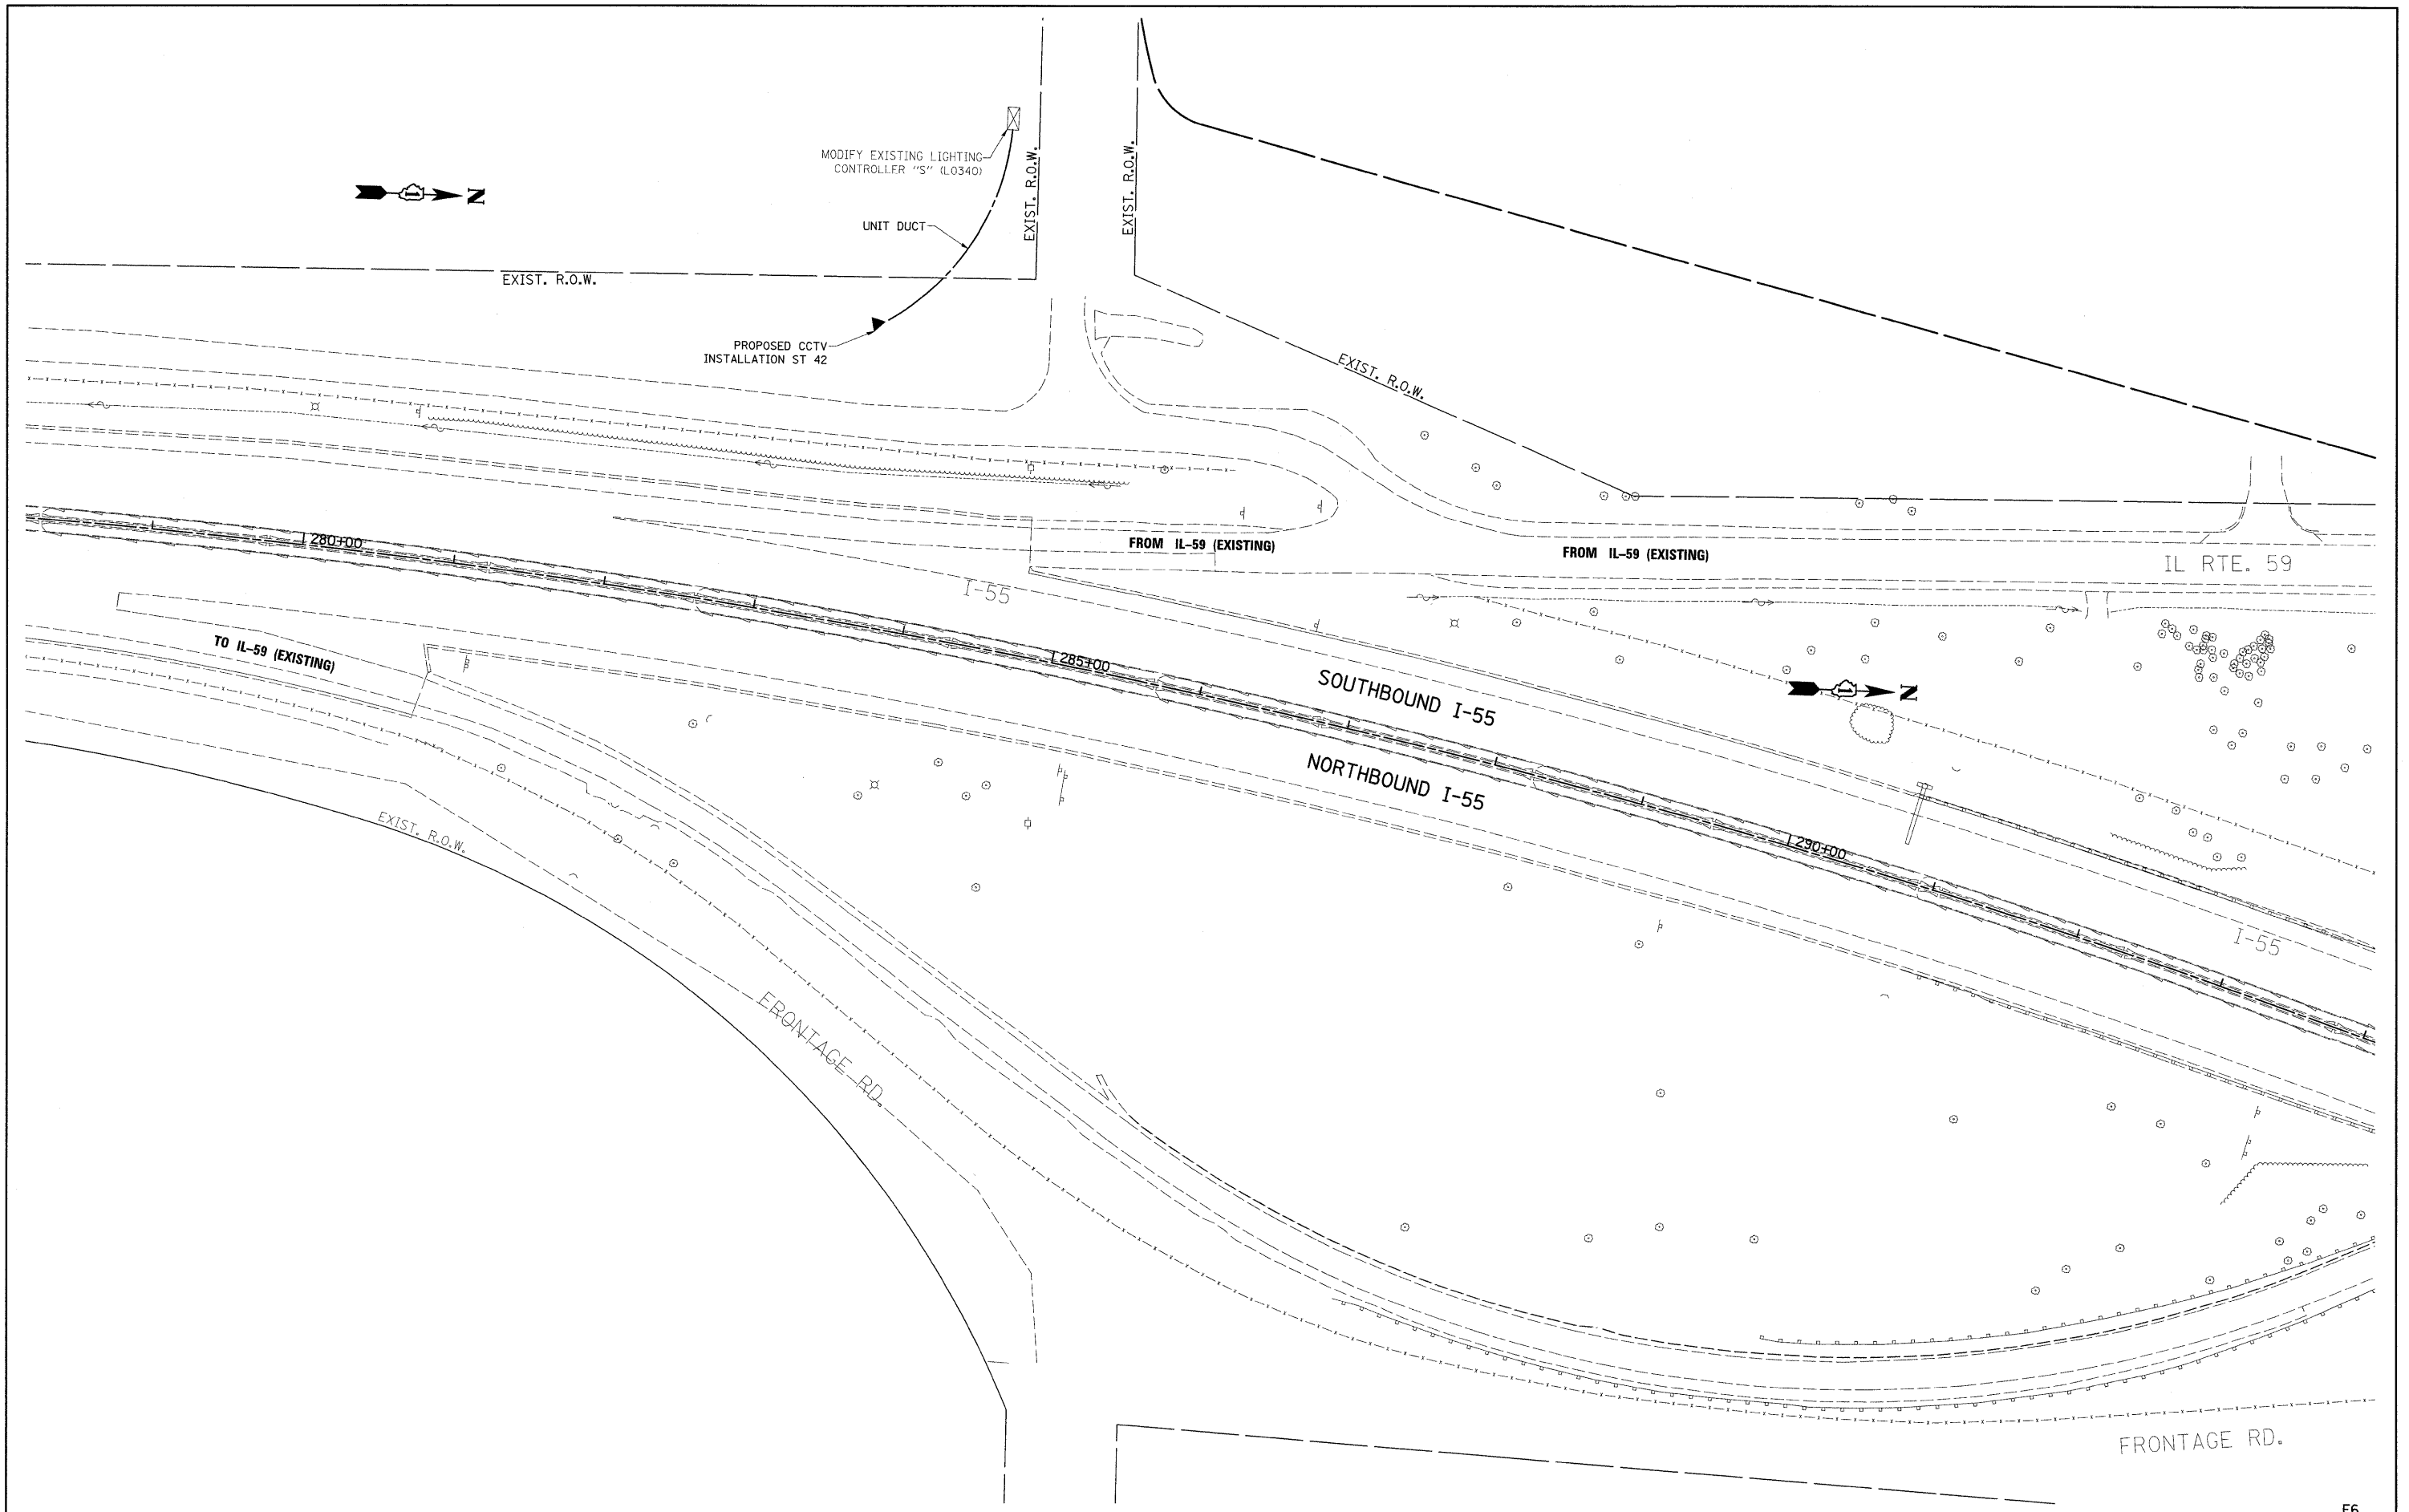 MODIFY EXISTING LIGHTING
CONTROLLER "S" (L0340)
EXIST. R.O.W.
EXIST. R.O.W.
N
UNIT DUCT
EXIST. R.O.W.
PROPOSED CCTV
INSTALLATION ST 42
EXIST. R.O.W.
280+00
FROM IL-59 (EXISTING)
FROM IL-59 (EXISTING)
IL RTE. 59
I-55
TO IL-59 (EXISTING)
285+00
SOUTHBOUND I-55
N
NORTHBOUND I-55
EXIST. R.O.W.
290+00
I-55
FRONTAGE RD.
FRONTAGE RD.